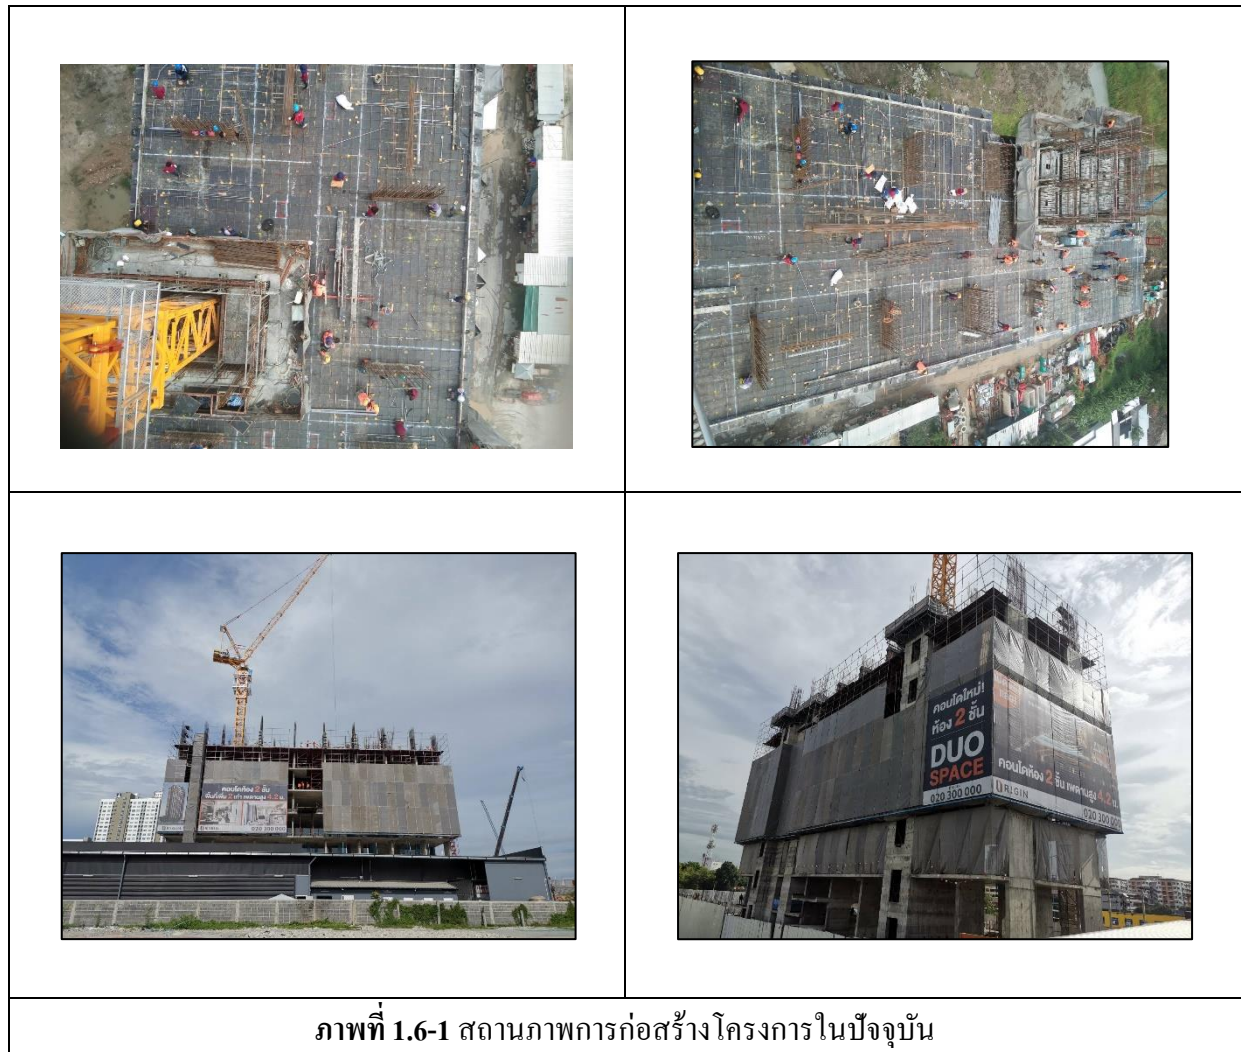 คอนโดห้อง 2 ชั้น
020 300 000
คอนโดใหม่!
ห้อง 2 ชั้น
DUO
SPACE
020 300 000
คอนโดห้อง 2 ชั้น เพดานสูง 4.2 ม.
ORIGIN
020 300 000
ภาพที่ 1.6-1 สถานภาพการก่อสร้างโครงการในปัจจุบัน